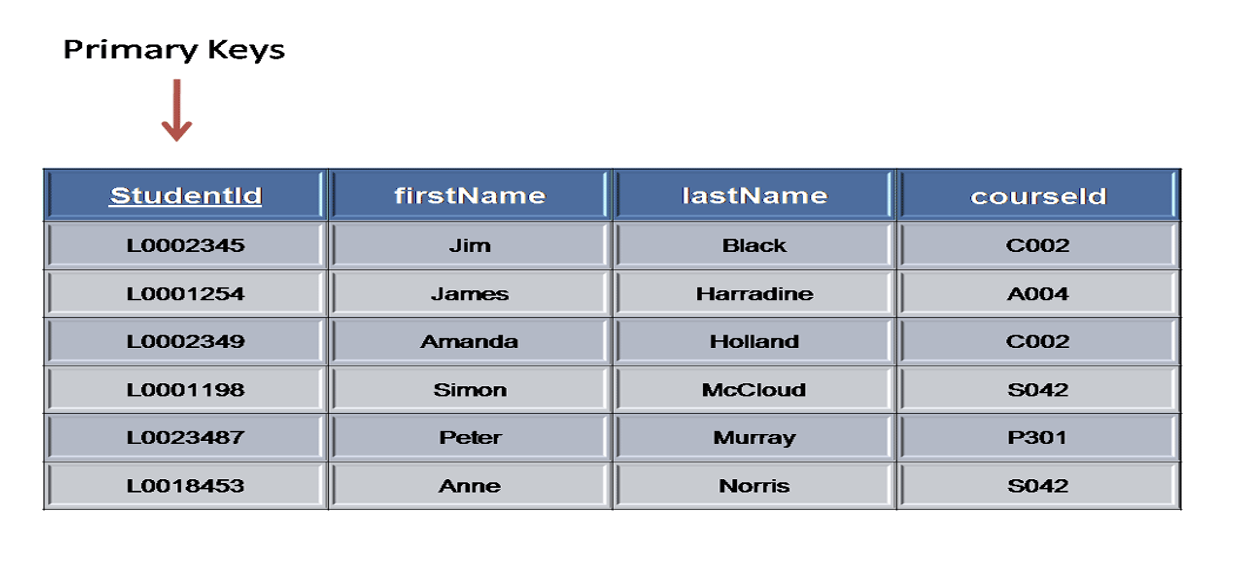 Primary Keys
StudentId firstName lastName courseId
L0002345 Jim Black C002
L0001254 James Harradine A004
L0002349 Amanda Holland C002
L0001198 Simon McCloud S042
L0023487 Peter Murray P301
L0018453 Anne Norris S042